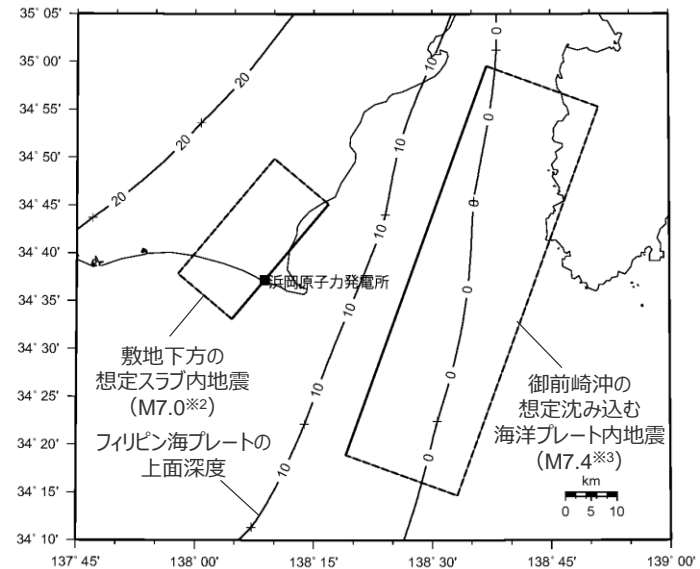 35° 05'
35° 00'
34° 55'
34° 50'
34° 45'
34° 40'
34° 35'
34° 30'
34° 25'
34° 20'
34° 15'
34° 10'
137° 45'
138° 00'
138° 15'
138° 30'
138° 45'
139° 00'
20
20
20
10
10
10
10
10
0
0
0
0
0
0
0
浜岡原子力発電所
敷地下方の
想定スラブ内地震
（M7.0※2）
フィリピン海プレートの
上面深度
御前崎沖の
想定沈み込む
海洋プレート内地震
（M7.4※3）
km
0 5 10